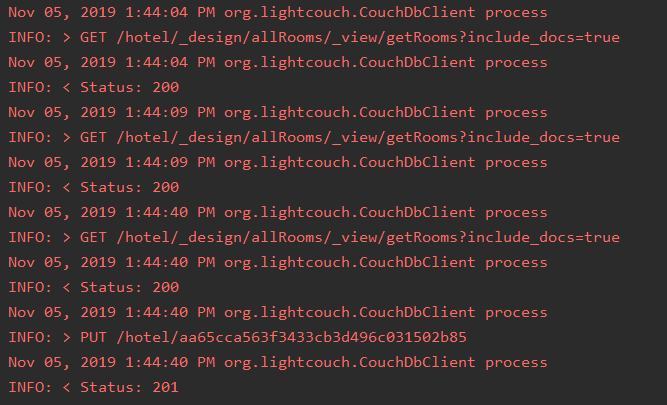 Nov 05, 2019 1:44:04 PM org.lightcouch.CouchDbClient process
INFO: > GET /hotel/_design/allRooms/_view/getRooms?include_docs=true
Nov 05, 2019 1:44:04 PM org.lightcouch.CouchDbClient process
INFO: < Status: 200
Nov 05, 2019 1:44:09 PM org.lightcouch.CouchDbClient process
INFO: > GET /hotel/_design/allRooms/_view/getRooms?include_docs=true
Nov 05, 2019 1:44:09 PM org.lightcouch.CouchDbClient process
INFO: < Status: 200
Nov 05, 2019 1:44:40 PM org.lightcouch.CouchDbClient process
INFO: > GET /hotel/_design/allRooms/_view/getRooms?include_docs=true
Nov 05, 2019 1:44:40 PM org.lightcouch.CouchDbClient process
INFO: < Status: 200
Nov 05, 2019 1:44:40 PM org.lightcouch.CouchDbClient process
INFO: > PUT /hotel/aa65cca563f3433cb3d496c031502b85
Nov 05, 2019 1:44:40 PM org.lightcouch.CouchDbClient process
INFO: < Status: 201